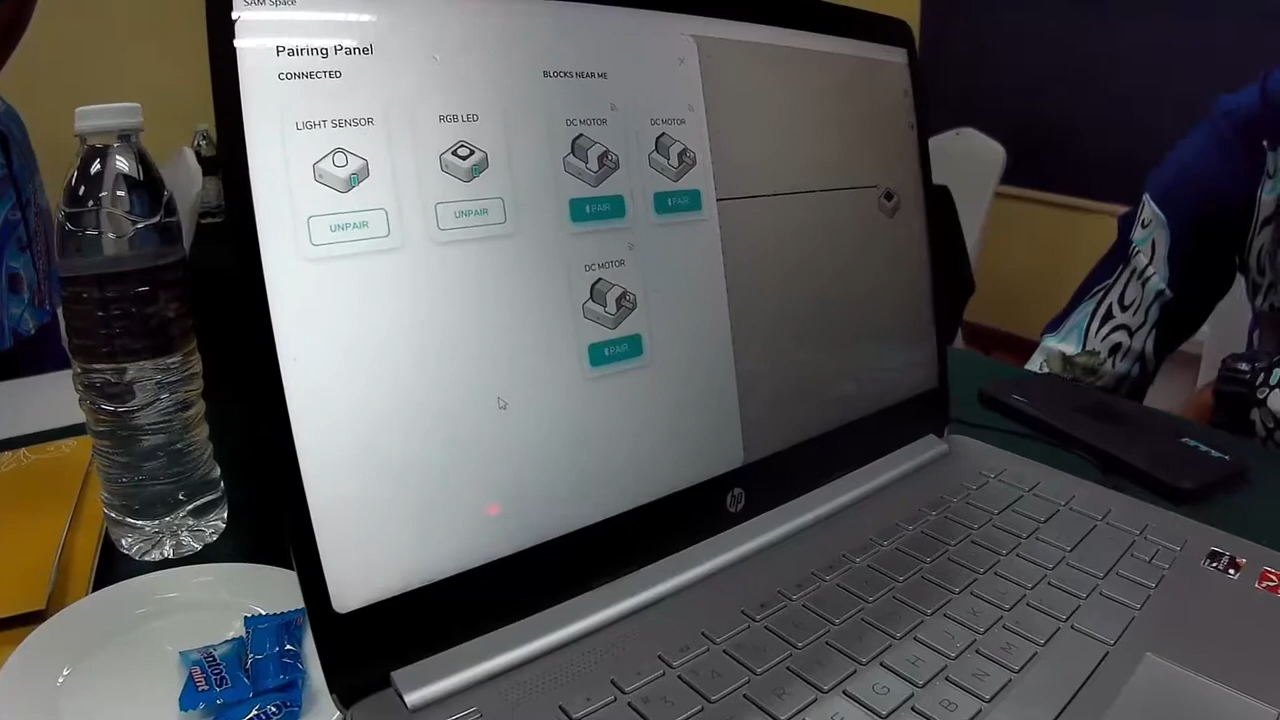 SAM Space
Pairing Panel
CONNECTED
BLOCKS NEAR ME
LIGHT SENSOR
RGB LED
DC MOTOR
DC MOTOR
UNPAIR
UNPAIR
PAIR
PAIR
DC MOTOR
PAIR
hp
mentos
mint
G
H
J
K
B
N
M
R